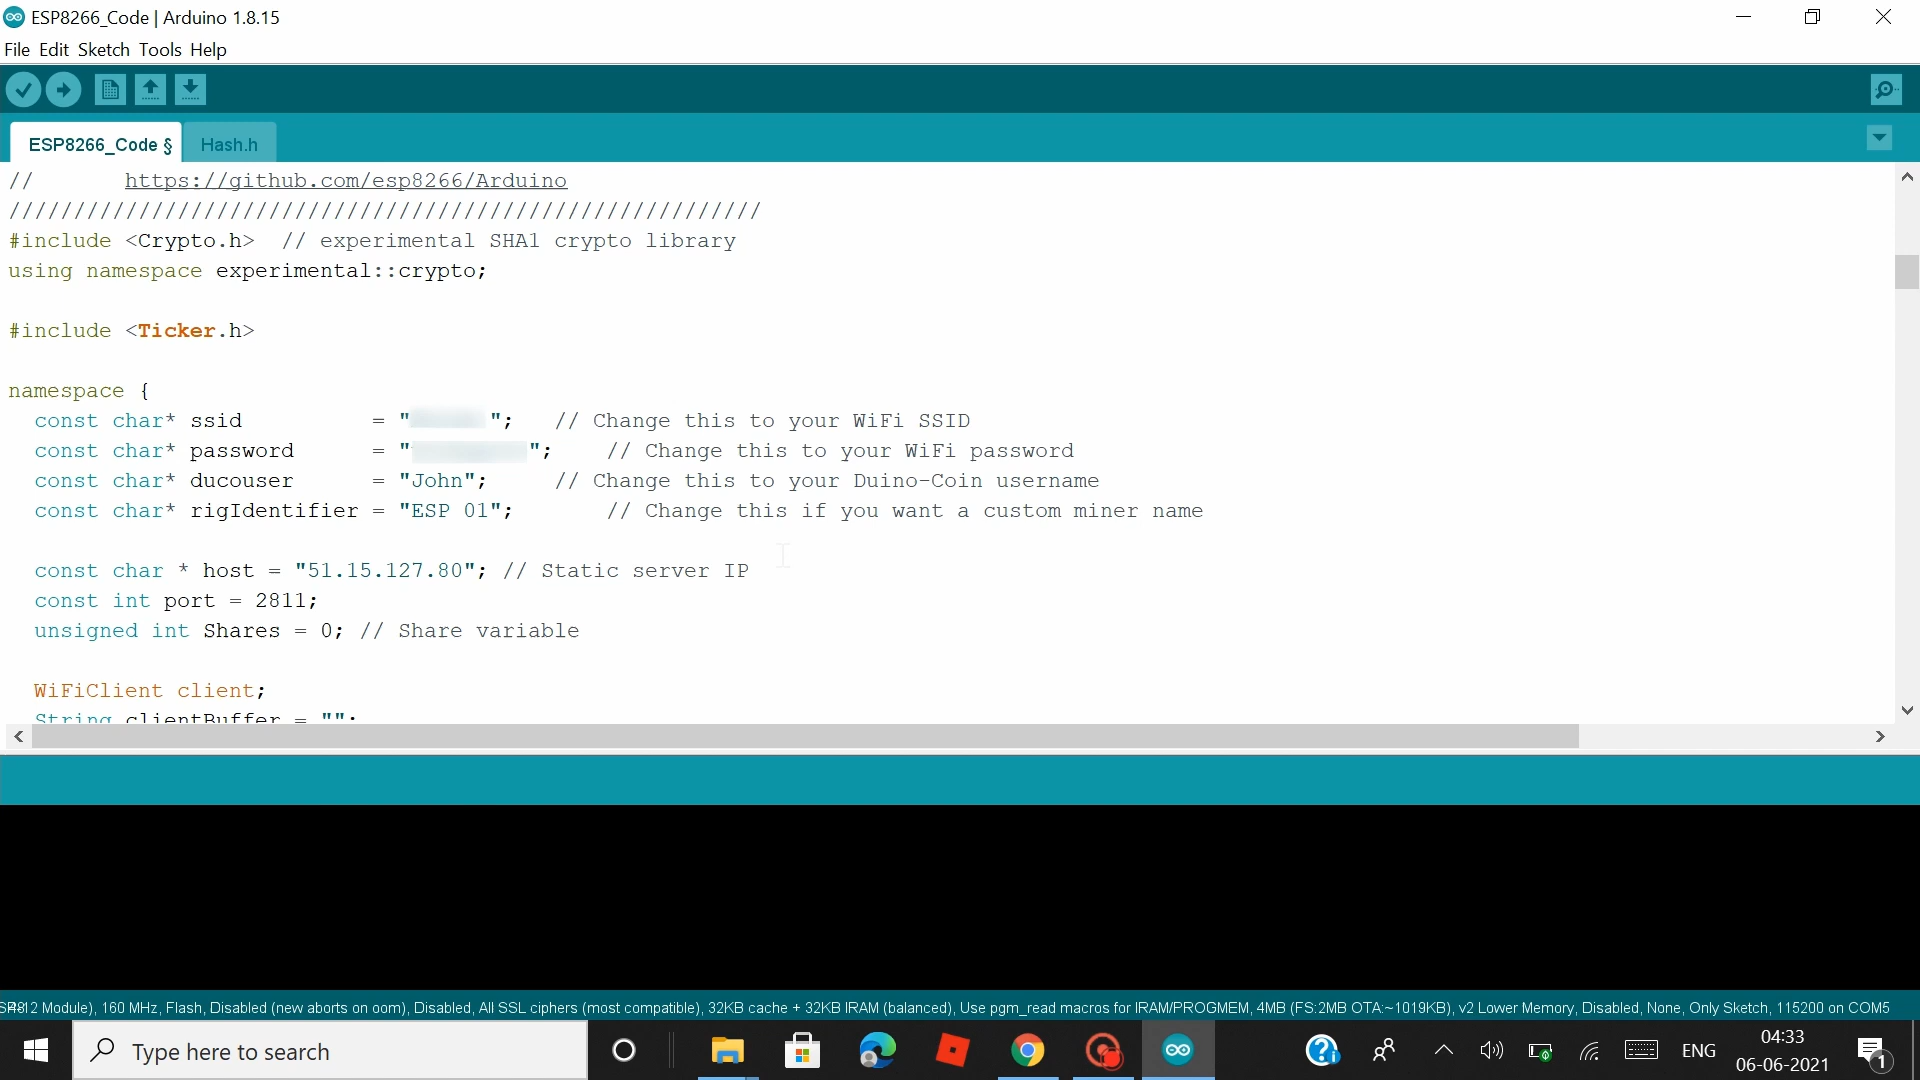 ESP8266_Code | Arduino 1.8.15
File Edit Sketch Tools Help
ESP8266_Code § Hash.h
// https://github.com/esp8266/Arduino
//////////////////////////////////////////////////////////
#include <Crypto.h> // experimental SHA1 crypto library
using namespace experimental::crypto;
#include <Ticker.h>
namespace {
const char* ssid = " "; // Change this to your WiFi SSID
const char* password = " "; // Change this to your WiFi password
const char* ducouser = "John"; // Change this to your Duino-Coin username
const char* rigIdentifier = "ESP 01"; // Change this if you want a custom miner name
const char * host = "51.15.127.80"; // Static server IP
const int port = 2811;
unsigned int Shares = 0; // Share variable
WiFiClient client;
String clientBuffer = "";
12 Module), 160 MHz, Flash, Disabled (new aborts on oom), Disabled, All SSL ciphers (most compatible), 32KB cache + 32KB IRAM (balanced), Use pgm_read macros for IRAM/PROGMEM, 4MB (FS:2MB OTA:~1019KB), v2 Lower Memory, Disabled, None, Only Sketch, 115200 on COM5
Type here to search
ENG
04:33
06-06-2021
1